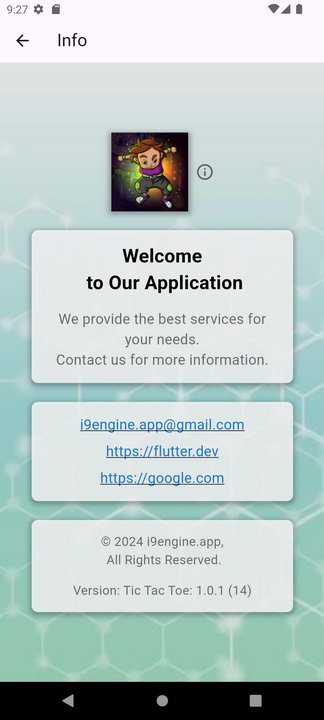 9:27
Info
Welcome
to Our Application
We provide the best services for
your needs.
Contact us for more information.
i9engine.app@gmail.com
https://flutter.dev
https://google.com
© 2024 i9engine.app,
All Rights Reserved.
Version: Tic Tac Toe: 1.0.1 (14)